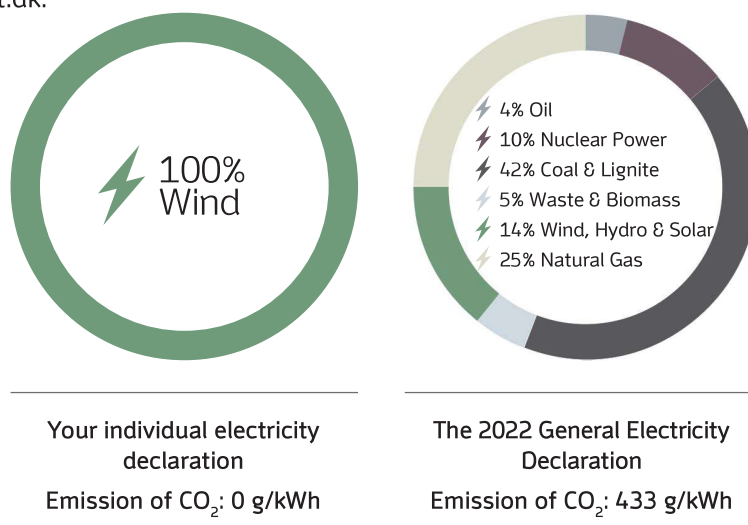 100%
Wind
4% Oil
10% Nuclear Power
42% Coal & Lignite
5% Waste & Biomass
14% Wind, Hydro & Solar
25% Natural Gas
Your individual electricity
declaration
Emission of CO₂: 0 g/kWh
The 2022 General Electricity
Declaration
Emission of CO₂: 433 g/kWh